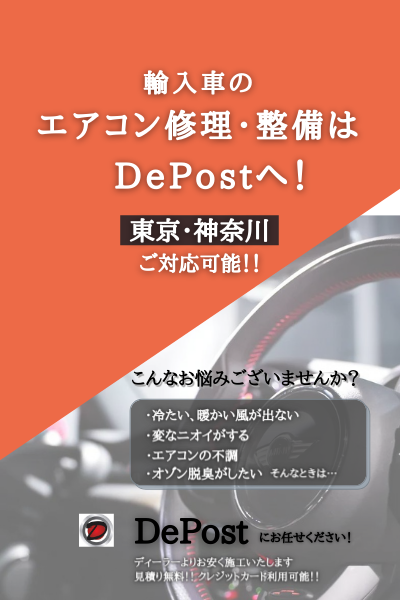 輸入車の
エアコン修理・整備は
DePostへ！
東京・神奈川
ご対応可能！！
こんなお悩みございませんか？
・冷たい、暖かい風が出ない
・変なニオイがする
・エアコンの不調
・オゾン脱臭がしたい そんなときは…
DePost にお任せください！
ディーラーよりお安く施工いたします
見積り無料！！クレジットカード利用可能！！